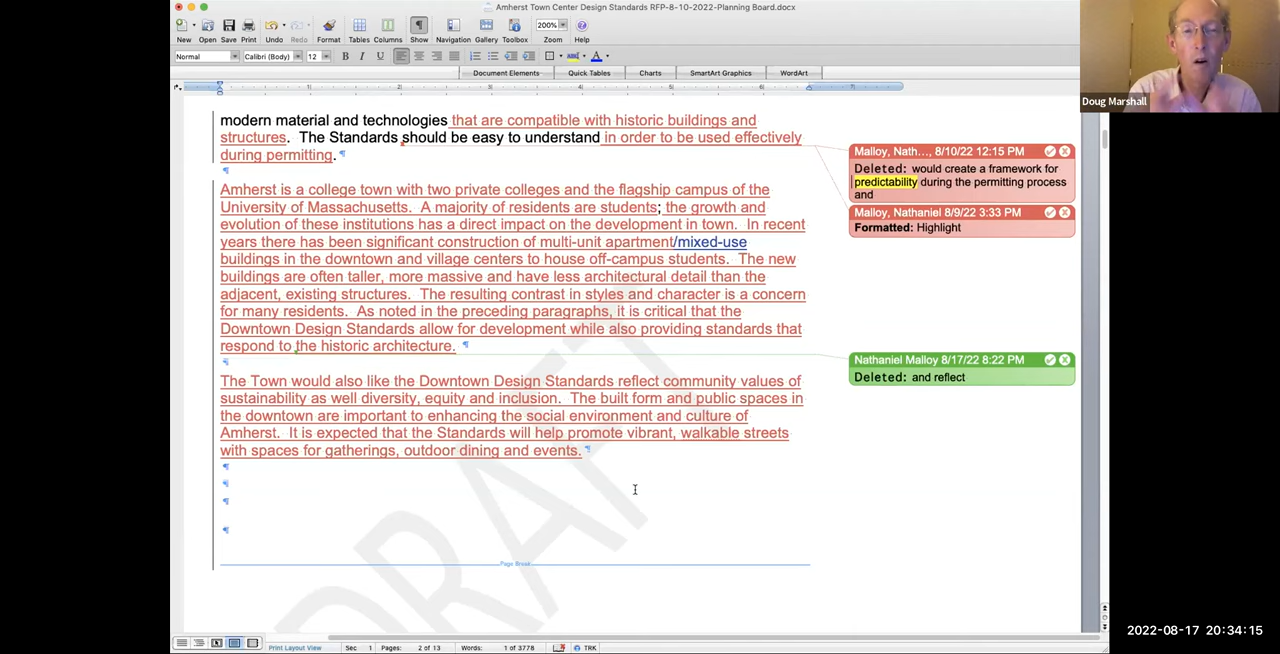 Amherst Town Center Design Standards RFP-8-10-2022-Planning Board.docx
New Open Save Print Undo Redo Format Tables Columns Show Navigation Gallery Toolbox Zoom Help
200%
Normal Calibri (Body) 12 B I U
Document Elements Quick Tables Charts SmartArt Graphics WordArt
Doug Marshall
modern material and technologies that are compatible with historic buildings and
structures. The Standards should be easy to understand in order to be used effectively
during permitting.
Amherst is a college town with two private colleges and the flagship campus of the
University of Massachusetts. A majority of residents are students; the growth and
evolution of these institutions has a direct impact on the development in town. In recent
years there has been significant construction of multi-unit apartment/mixed-use
buildings in the downtown and village centers to house off-campus students. The new
buildings are often taller, more massive and have less architectural detail than the
adjacent, existing structures. The resulting contrast in styles and character is a concern
for many residents. As noted in the preceding paragraphs, it is critical that the
Downtown Design Standards allow for development while also providing standards that
respond to the historic architecture.
The Town would also like the Downtown Design Standards reflect community values of
sustainability as well diversity, equity and inclusion. The built form and public spaces in
the downtown are important to enhancing the social environment and culture of
Amherst. It is expected that the Standards will help promote vibrant, walkable streets
with spaces for gatherings, outdoor dining and events.
Page Break
DRAFT
Malloy, Nath..., 8/10/22 12:15 PM
Deleted: would create a framework for
predictability during the permitting process
and
Malloy, Nathaniel 8/9/22 3:33 PM
Formatted: Highlight
Nathaniel Malloy 8/17/22 8:22 PM
Deleted: and reflect
Print Layout View Sec 1 Pages: 2 of 13 Words: 1 of 3778 TRK
2022-08-17 20:34:15